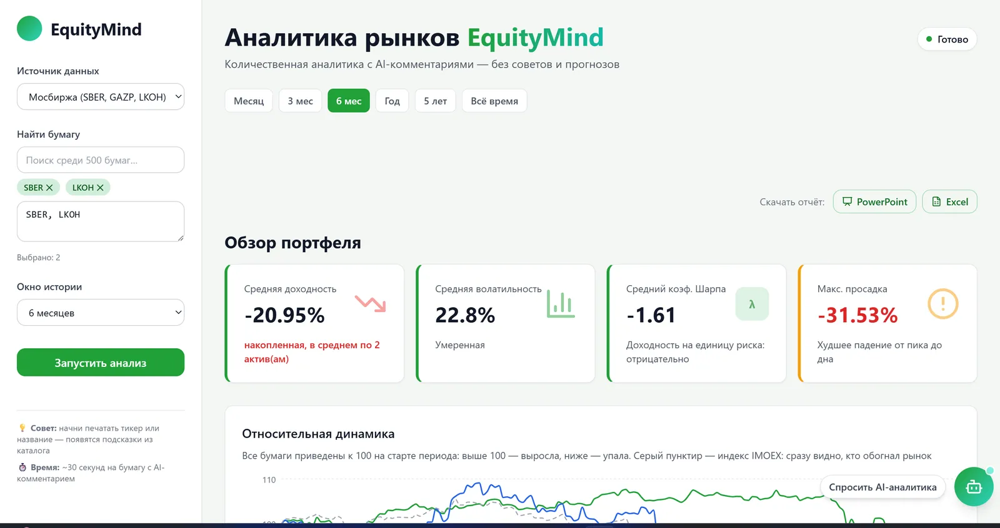 EquityMind
Источник данных
Мосбиржа (SBER, GAZP, LKOH)
Найти бумагу
Поиск среди 500 бумаг...
SBER
LKOH
SBER, LKOH
Выбрано: 2
Окно истории
6 месяцев
Запустить анализ
Совет: начни печатать тикер или
название — появятся подсказки из
каталога
Время: ~30 секунд на бумагу с AI-
комментарием
Аналитика рынков EquityMind
Количественная аналитика с AI-комментариями — без советов и прогнозов
Готово
Месяц
3 мес
6 мес
Год
5 лет
Всё время
Скачать отчёт:
PowerPoint
Excel
Обзор портфеля
Средняя доходность
-20.95%
накопленная, в среднем по 2
актив(ам)
Средняя волатильность
22.8%
Умеренная
Средний коэф. Шарпа
-1.61
λ
Доходность на единицу риска:
отрицательно
Макс. просадка
-31.53%
Худшее падение от пика до
дна
Относительная динамика
Все бумаги приведены к 100 на старте периода: выше 100 — выросла, ниже — упала. Серый пунктир — индекс IMOEX: сразу видно, кто обогнал рынок
110
Спросить AI-аналитика